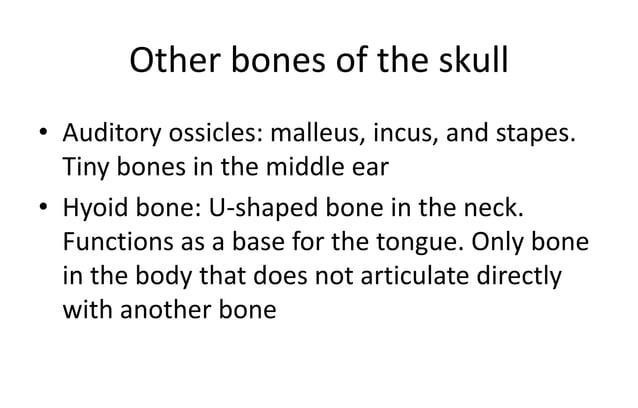 Other bones of the skull
• Auditory ossicles: malleus, incus, and stapes.
Tiny bones in the middle ear
• Hyoid bone: U-shaped bone in the neck.
Functions as a base for the tongue. Only bone
in the body that does not articulate directly
with another bone